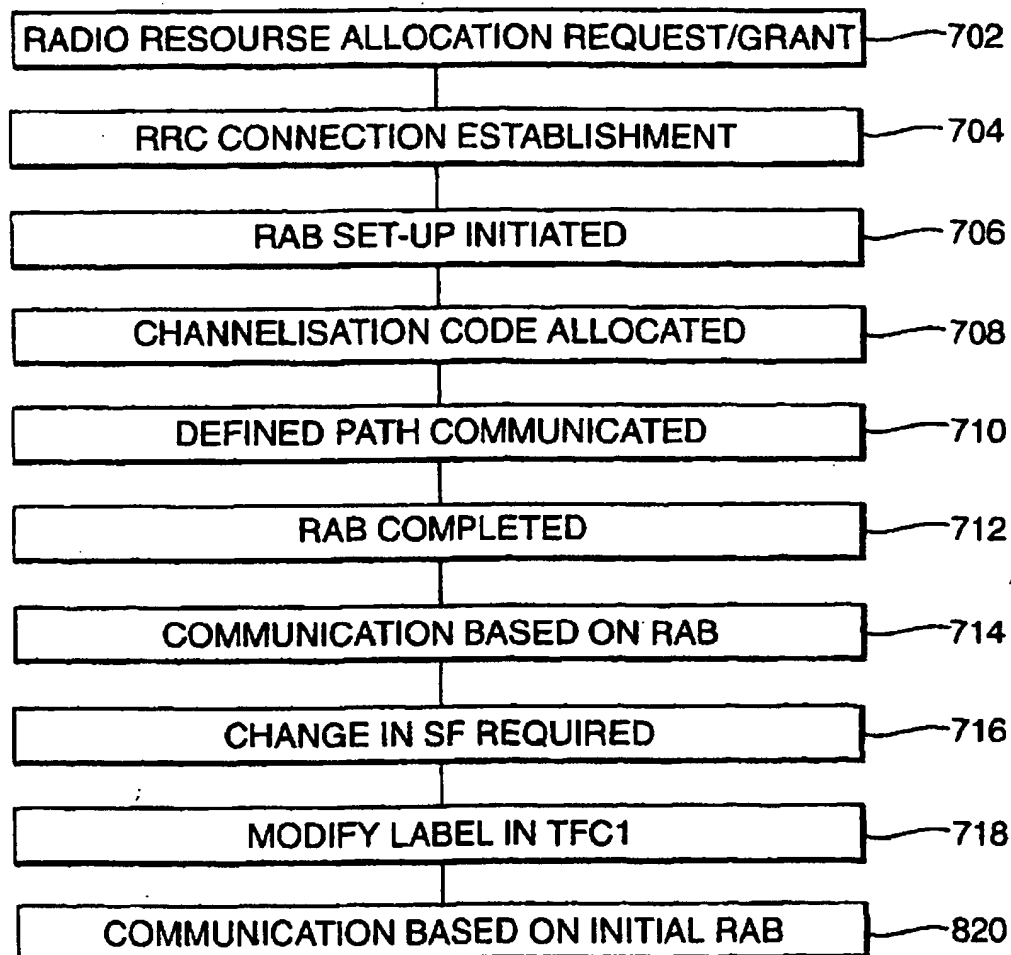 RADIO RESOURSE ALLOCATION REQUEST/GRANT 702
RRC CONNECTION ESTABLISHMENT 704
RAB SET-UP INITIATED 706
CHANNELISATION CODE ALLOCATED 708
DEFINED PATH COMMUNICATED 710
RAB COMPLETED 712
COMMUNICATION BASED ON RAB 714
CHANGE IN SF REQUIRED 716
MODIFY LABEL IN TFC1 718
COMMUNICATION BASED ON INITIAL RAB 820